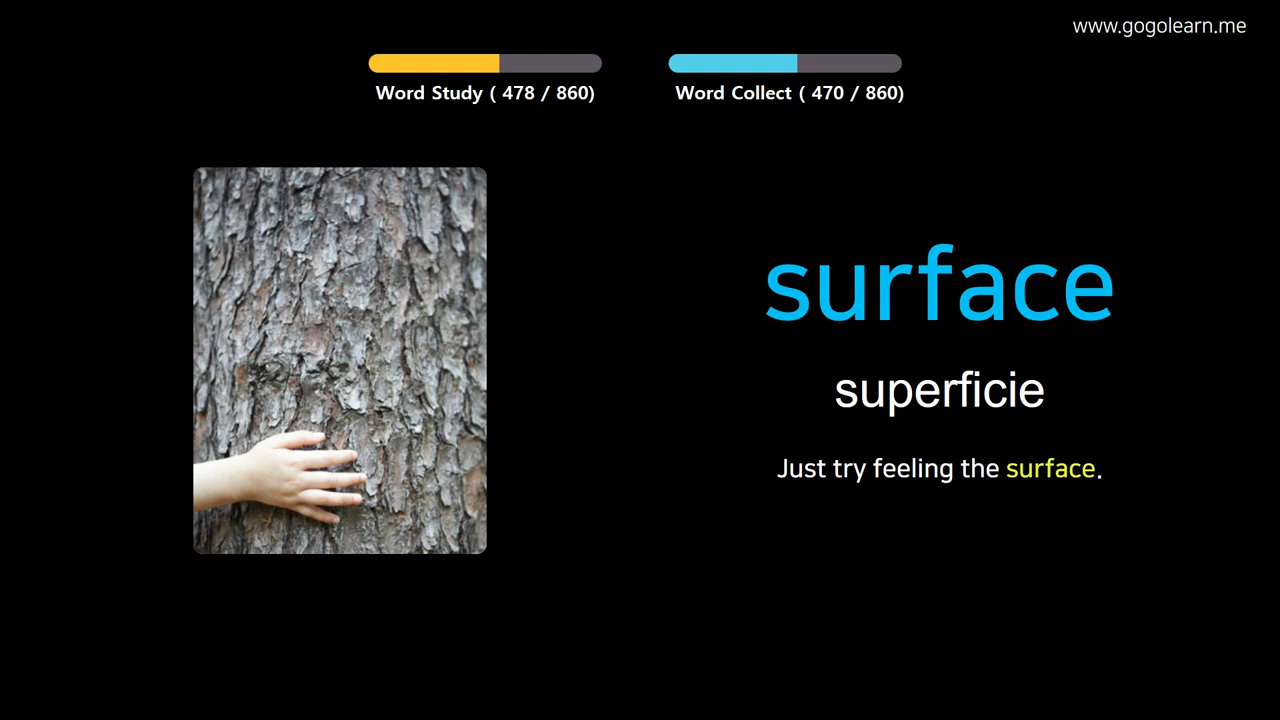 www.gogolearn.me
Word Study ( 478 / 860)
Word Collect ( 470 / 860)
surface
superficie
Just try feeling the surface.